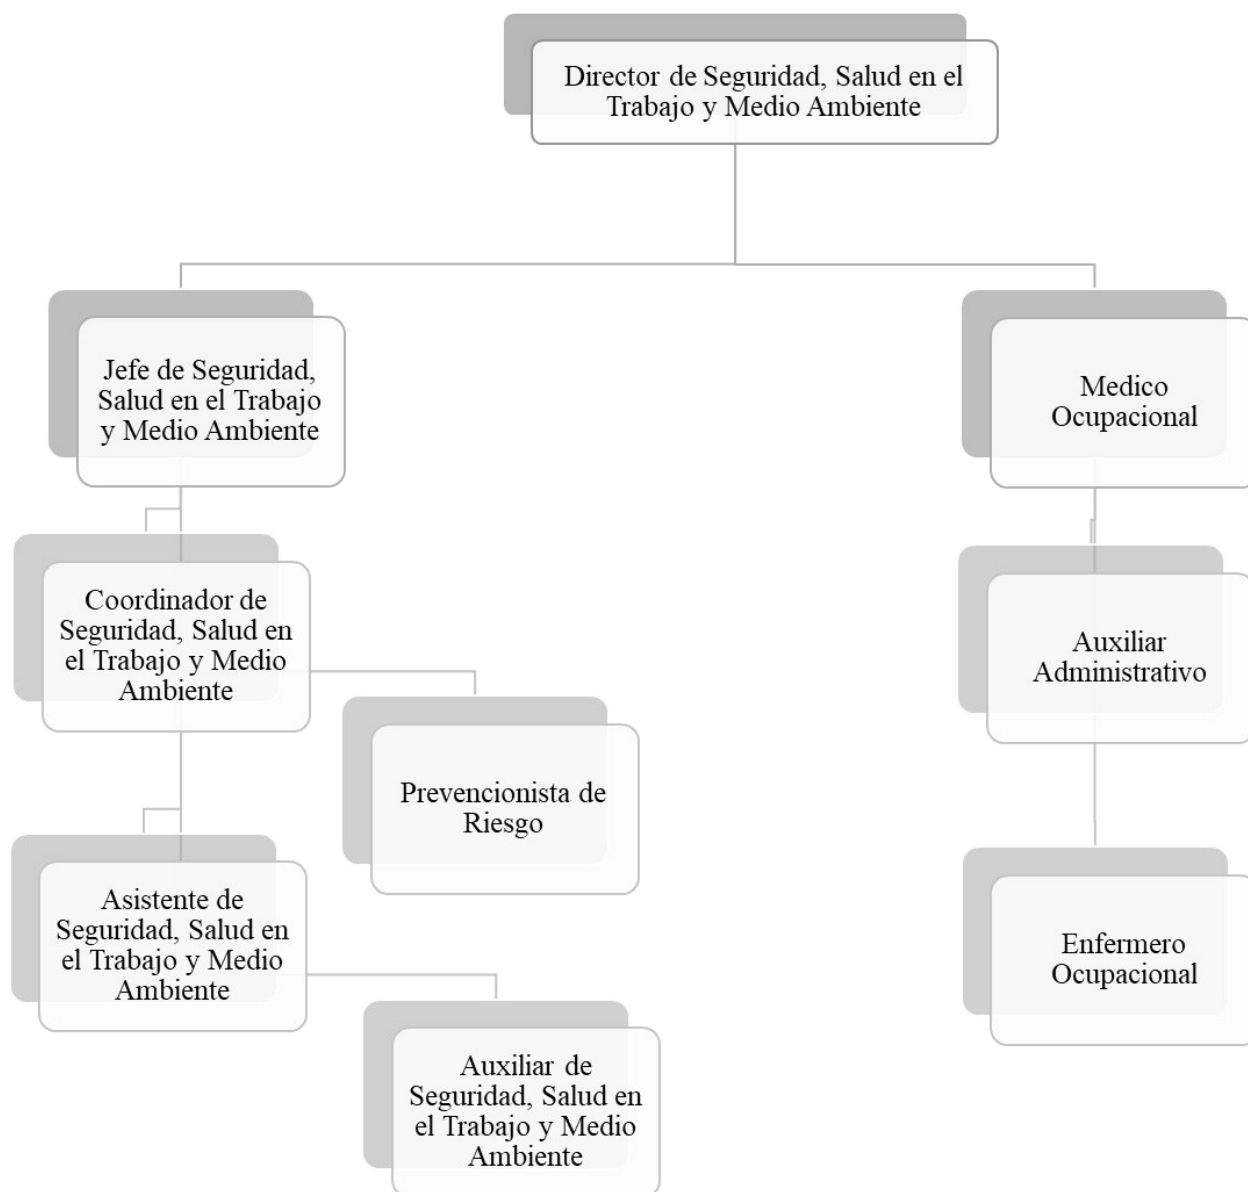 Director de Seguridad, Salud en el
Trabajo y Medio Ambiente
Jefe de Seguridad,
Salud en el Trabajo
y Medio Ambiente
Medico
Ocupacional
Coordinador de
Seguridad, Salud en
el Trabajo y Medio
Ambiente
Auxiliar
Administrativo
Prevencionista de
Riesgo
Asistente de
Seguridad, Salud en
el Trabajo y Medio
Ambiente
Enfermero
Ocupacional
Auxiliar de
Seguridad, Salud en
el Trabajo y Medio
Ambiente